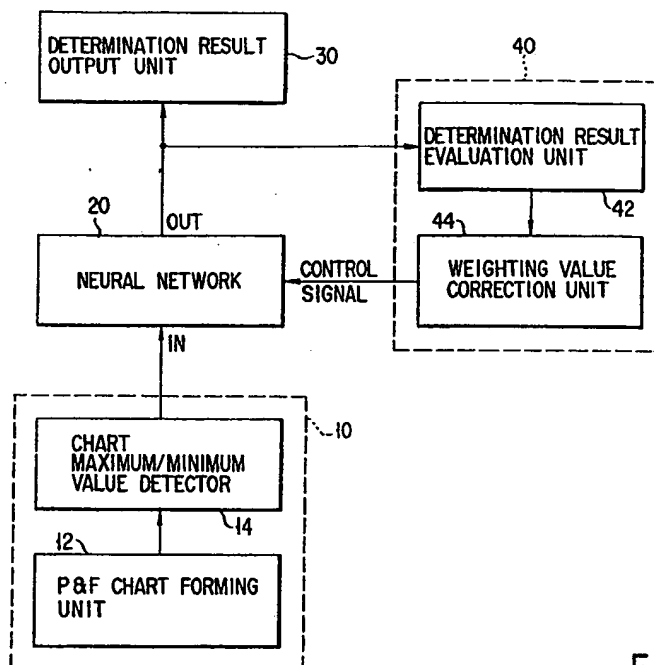 DETERMINATION RESULT
OUTPUT UNIT
30
40
DETERMINATION RESULT
EVALUATION UNIT
42
20
OUT
NEURAL NETWORK
CONTROL
SIGNAL
44
WEIGHTING VALUE
CORRECTION UNIT
IN
10
CHART
MAXIMUM/MINIMUM
VALUE DETECTOR
14
12
P&F CHART FORMING
UNIT